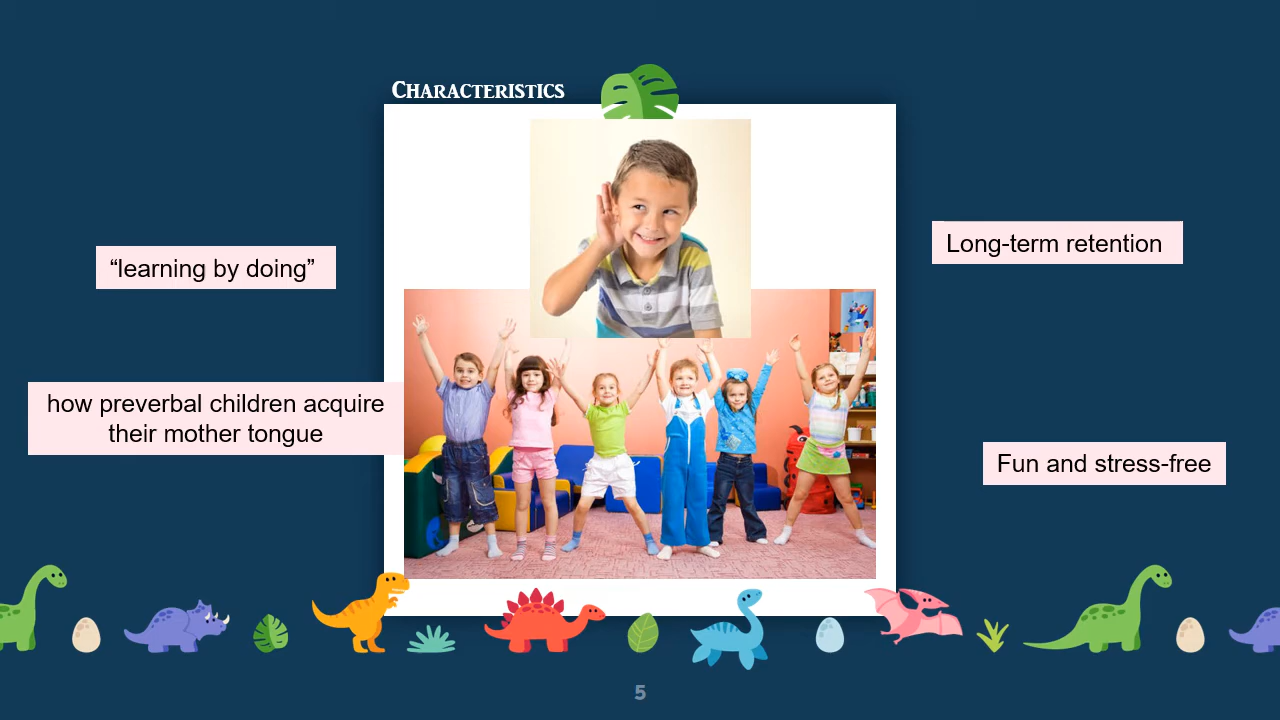 Characteristics
“learning by doing”
how preverbal children acquire
their mother tongue
Long-term retention
Fun and stress-free
5